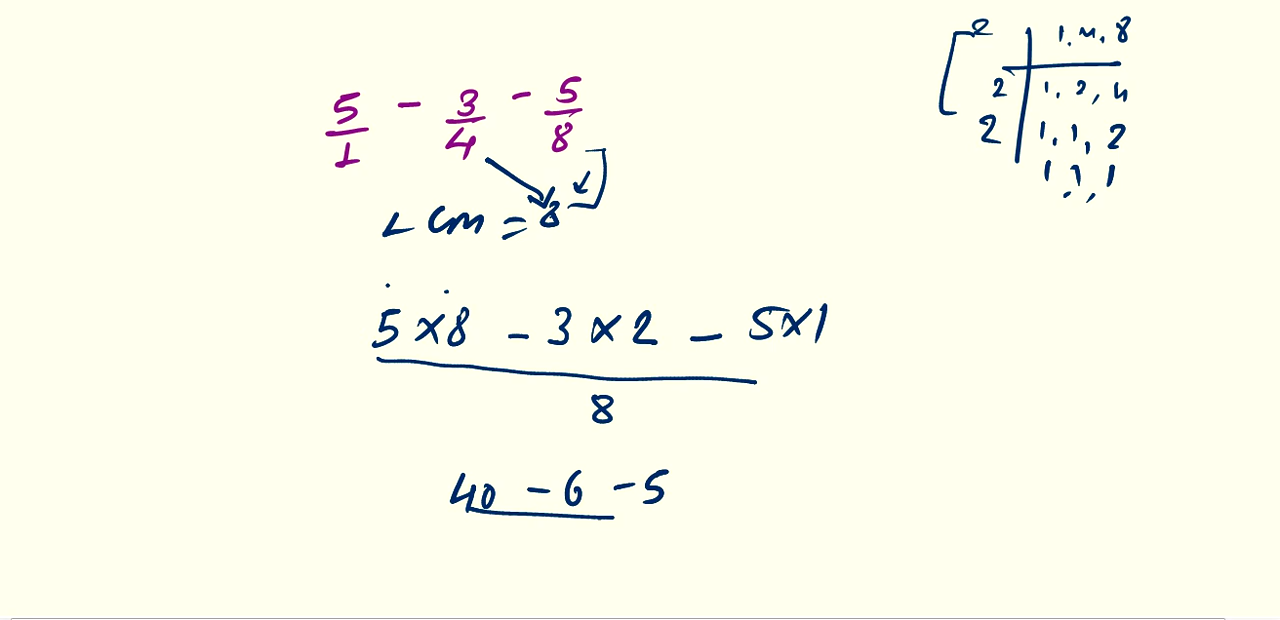 5/1 - 3/4 - 5/8
LCM = 8
5 × 8 - 3 × 2 - 5 × 1
8
40 - 6 - 5
2 | 1, 4, 8
2 | 1, 2, 4
2 | 1, 1, 2
1, 1, 1